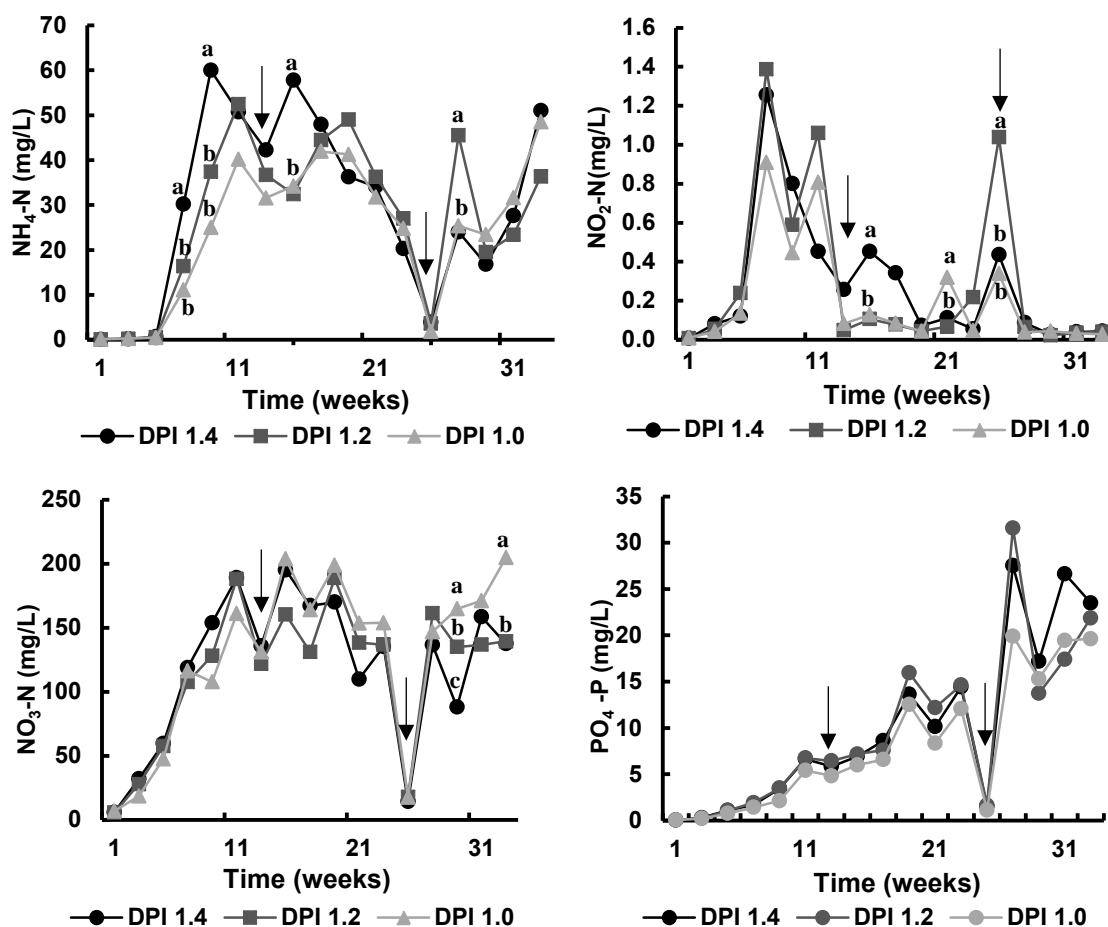 NH4-N (mg/L)
70
60
50
40
30
20
10
0
a
a
a
a
b
b
b
b
b
b
1 11 21 31
Time (weeks)
DPI 1.4 DPI 1.2 DPI 1.0
NO2-N(mg/L)
1.6
1.4
1.2
1.0
0.8
0.6
0.4
0.2
0.0
a
a
a
b
b
b
b
1 11 21 31
Time (weeks)
DPI 1.4 DPI 1.2 DPI 1.0
NO3-N (mg/L)
250
200
150
100
50
0
a
a
b
b
c
1 11 21 31
Time (weeks)
DPI 1.4 DPI 1.2 DPI 1.0
PO4 -P (mg/L)
35
30
25
20
15
10
5
0
1 11 21 31
Time (weeks)
DPI 1.4 DPI 1.2 DPI 1.0